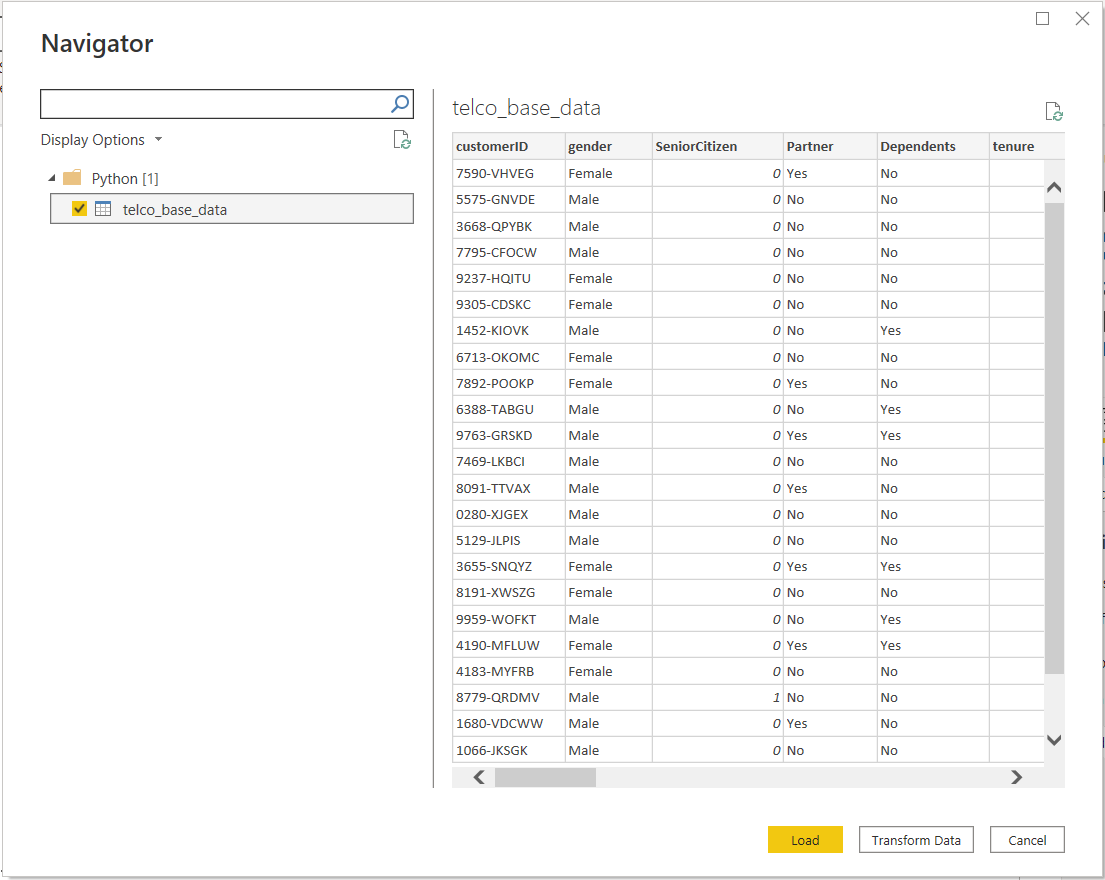 Navigator
Display Options
Python [1]
telco_base_data
telco_base_data
customerID gender SeniorCitizen Partner Dependents tenure
7590-VHVEG Female 0 Yes No
5575-GNVDE Male 0 No No
3668-QPYBK Male 0 No No
7795-CFOCW Male 0 No No
9237-HQITU Female 0 No No
9305-CDSKC Female 0 No No
1452-KIOVK Male 0 No Yes
6713-OKOMC Female 0 No No
7892-POOKP Female 0 Yes No
6388-TABGU Male 0 No Yes
9763-GRSKD Male 0 Yes Yes
7469-LKBCI Male 0 No No
8091-TTVAX Male 0 Yes No
0280-XJGEX Male 0 No No
5129-JLPIS Male 0 No No
3655-SNQYZ Female 0 Yes Yes
8191-XWSZG Female 0 No No
9959-WOFKT Male 0 No Yes
4190-MFLUW Female 0 Yes Yes
4183-MYFRB Female 0 No No
8779-QRDMV Male 1 No No
1680-VDCWW Male 0 Yes No
1066-JKSGK Male 0 No No
Load Transform Data Cancel